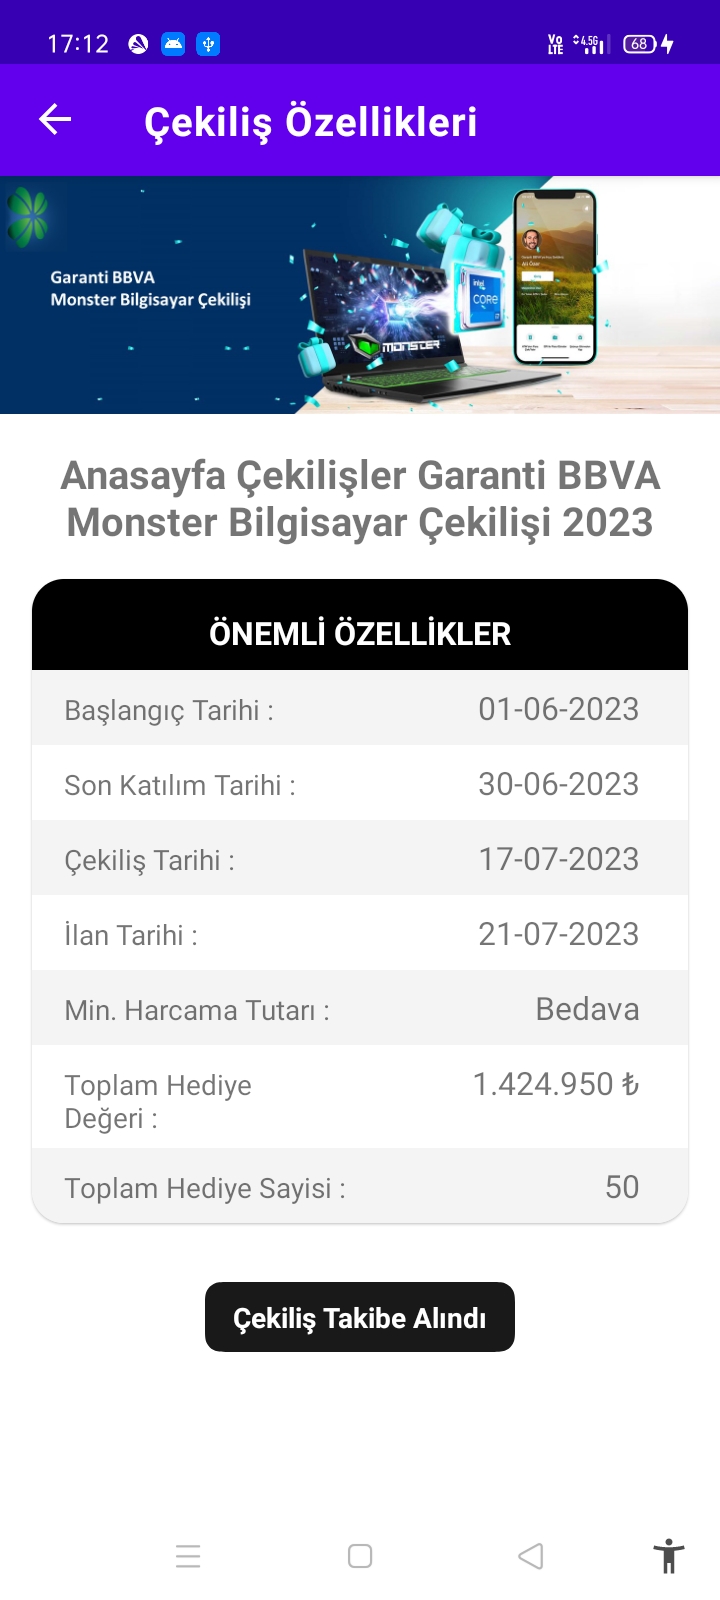 17:12
Vo LTE
4.5G
68
Çekiliş Özellikleri
Garanti BBVA
Monster Bilgisayar Çekilişi
intel
CORE
i7
MONSTER
Anasayfa Çekilişler Garanti BBVA
Monster Bilgisayar Çekilişi 2023
ÖNEMLİ ÖZELLİKLER
Başlangıç Tarihi : 01-06-2023
Son Katılım Tarihi : 30-06-2023
Çekiliş Tarihi : 17-07-2023
İlan Tarihi : 21-07-2023
Min. Harcama Tutarı : Bedava
Toplam Hediye 1.424.950 ₺
Değeri :
Toplam Hediye Sayisi : 50
Çekiliş Takibe Alındı